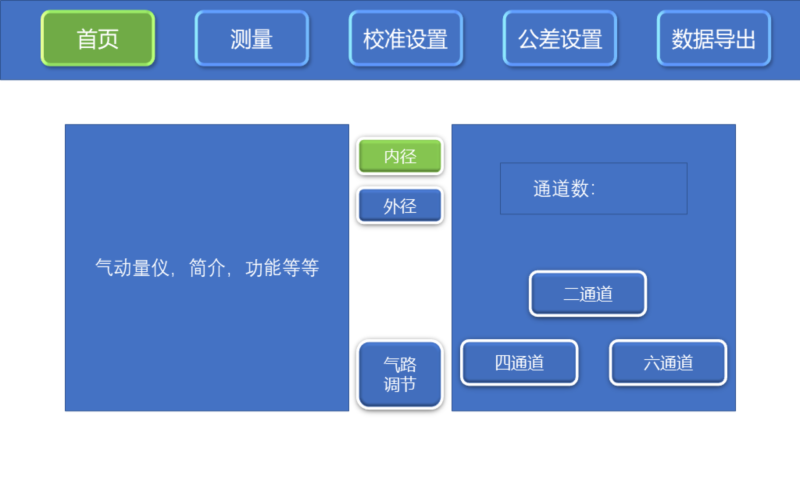 首页
测量
校准设置
公差设置
数据导出
气动量仪，简介，功能等等
内径
外径
气路
调节
通道数：
二通道
四通道
六通道